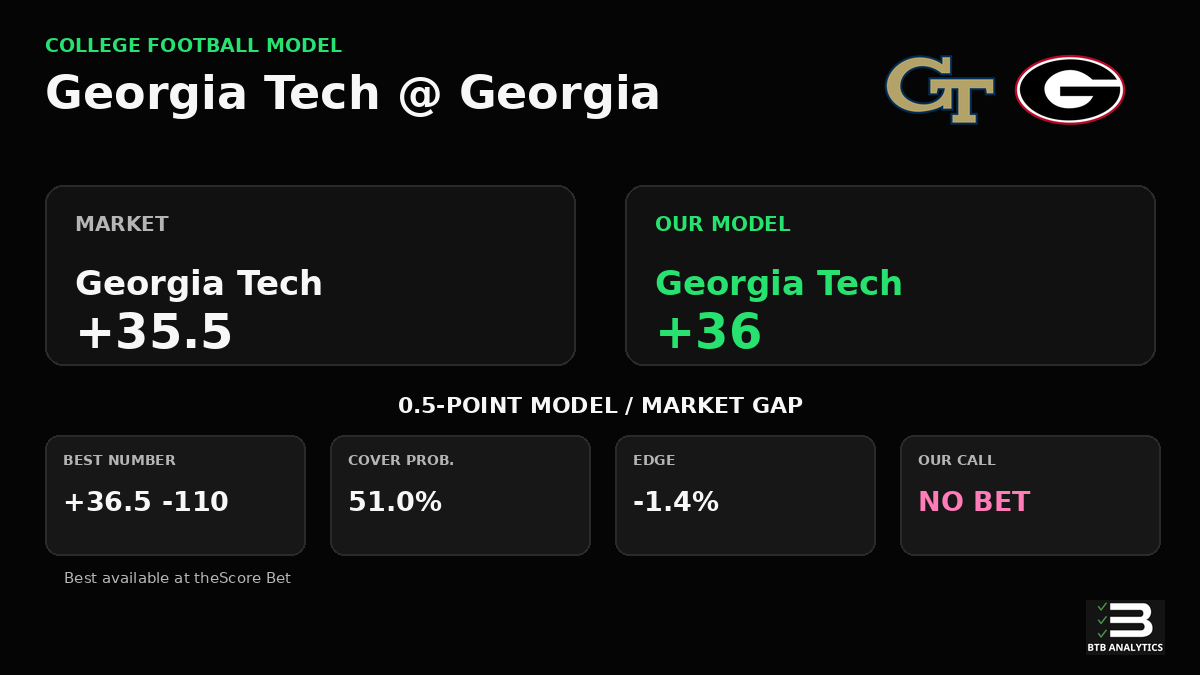 COLLEGE FOOTBALL MODEL
Georgia Tech @ Georgia
GT
G
MARKET
Georgia Tech
+35.5
OUR MODEL
Georgia Tech
+36
0.5-POINT MODEL / MARKET GAP
BEST NUMBER
+36.5 -110
COVER PROB.
51.0%
EDGE
-1.4%
OUR CALL
NO BET
Best available at theScore Bet
B
BTB ANALYTICS